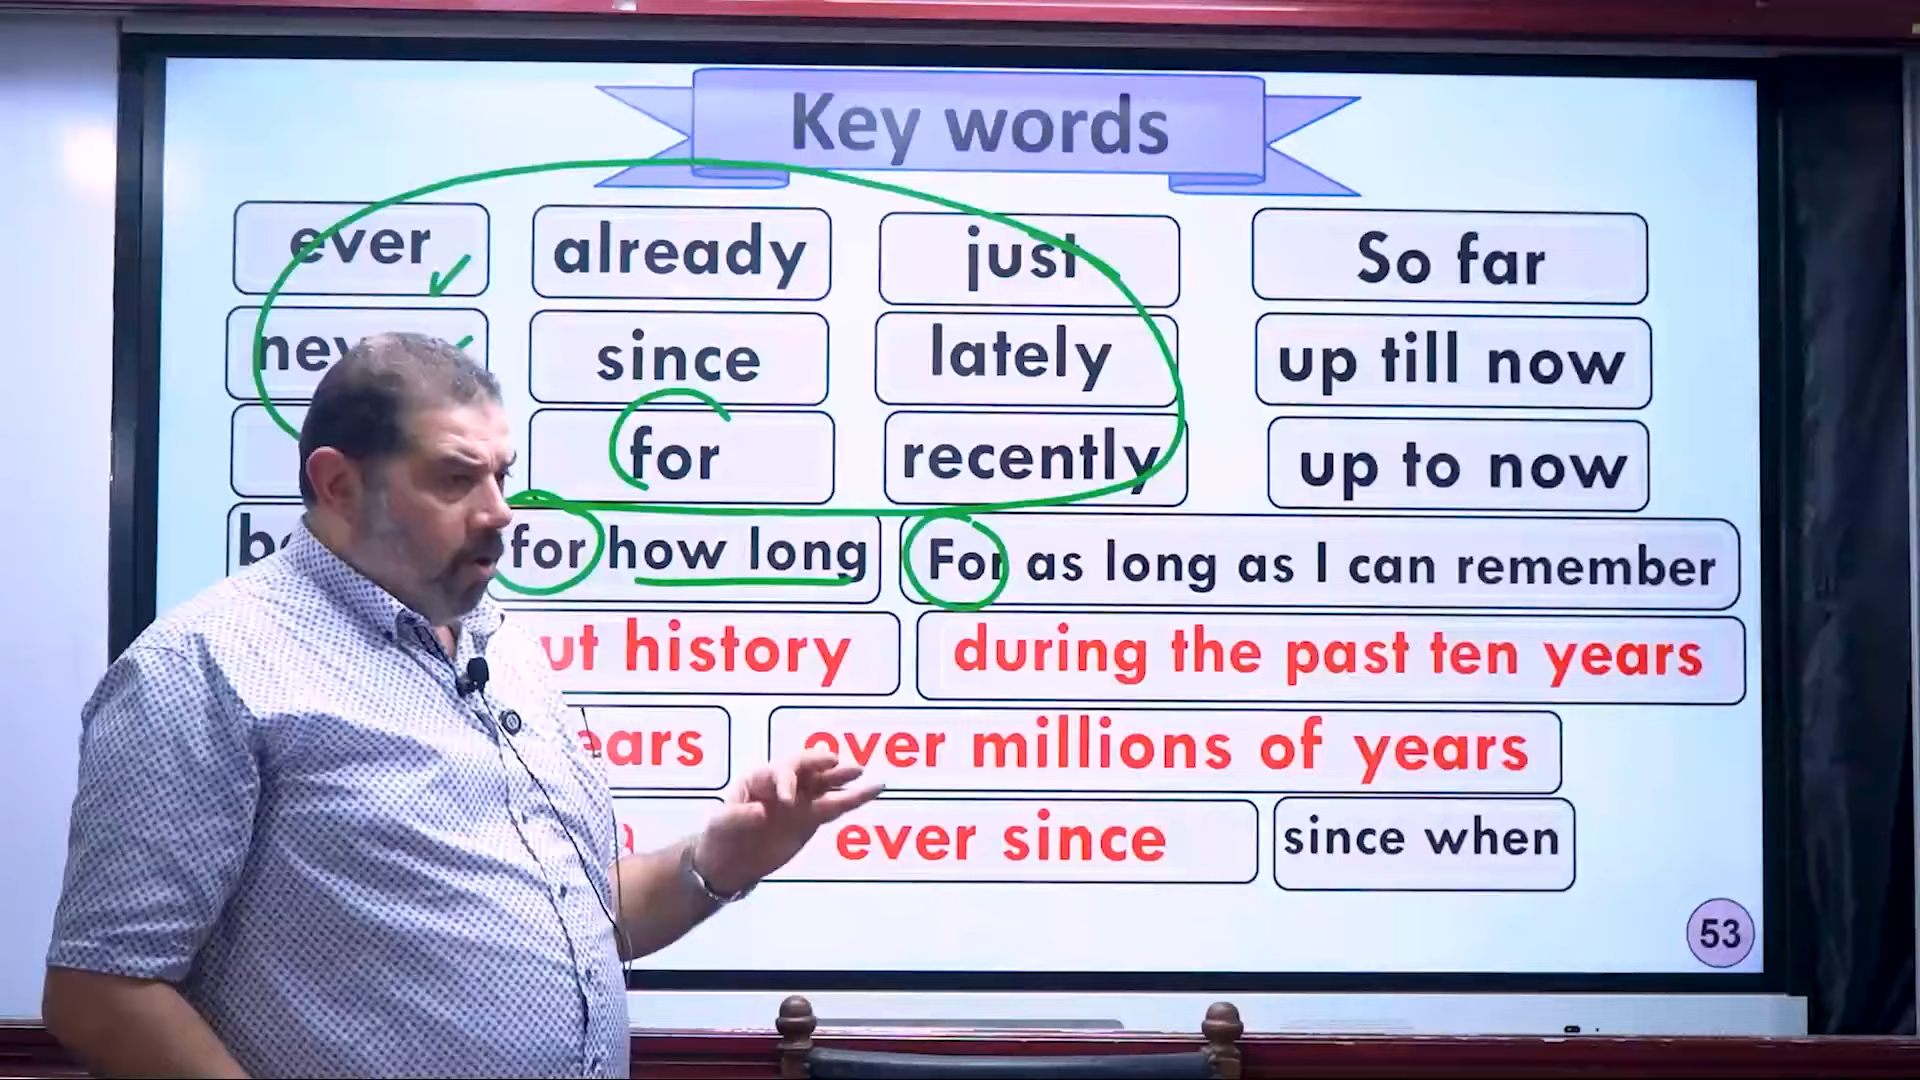 Key words
ever already just So far
since lately up till now
for recently up to now
for how long For as long as I can remember
history during the past ten years
over millions of years
ever since since when
53